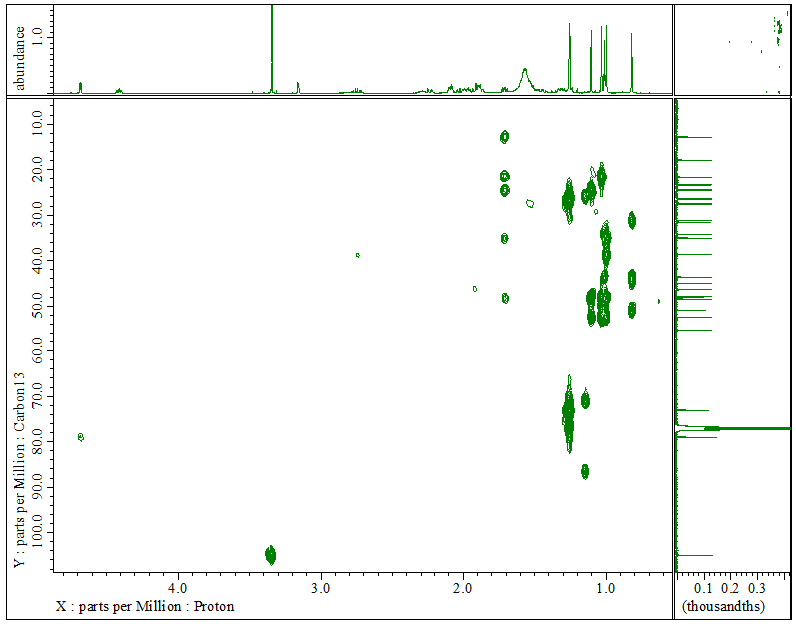 abundance
1.0
10.0
20.0
30.0
40.0
50.0
60.0
70.0
80.0
90.0
100.0
Y : parts per Million : Carbon13
4.0 3.0 2.0 1.0
X : parts per Million : Proton
0.1 0.2 0.3
(thousandths)